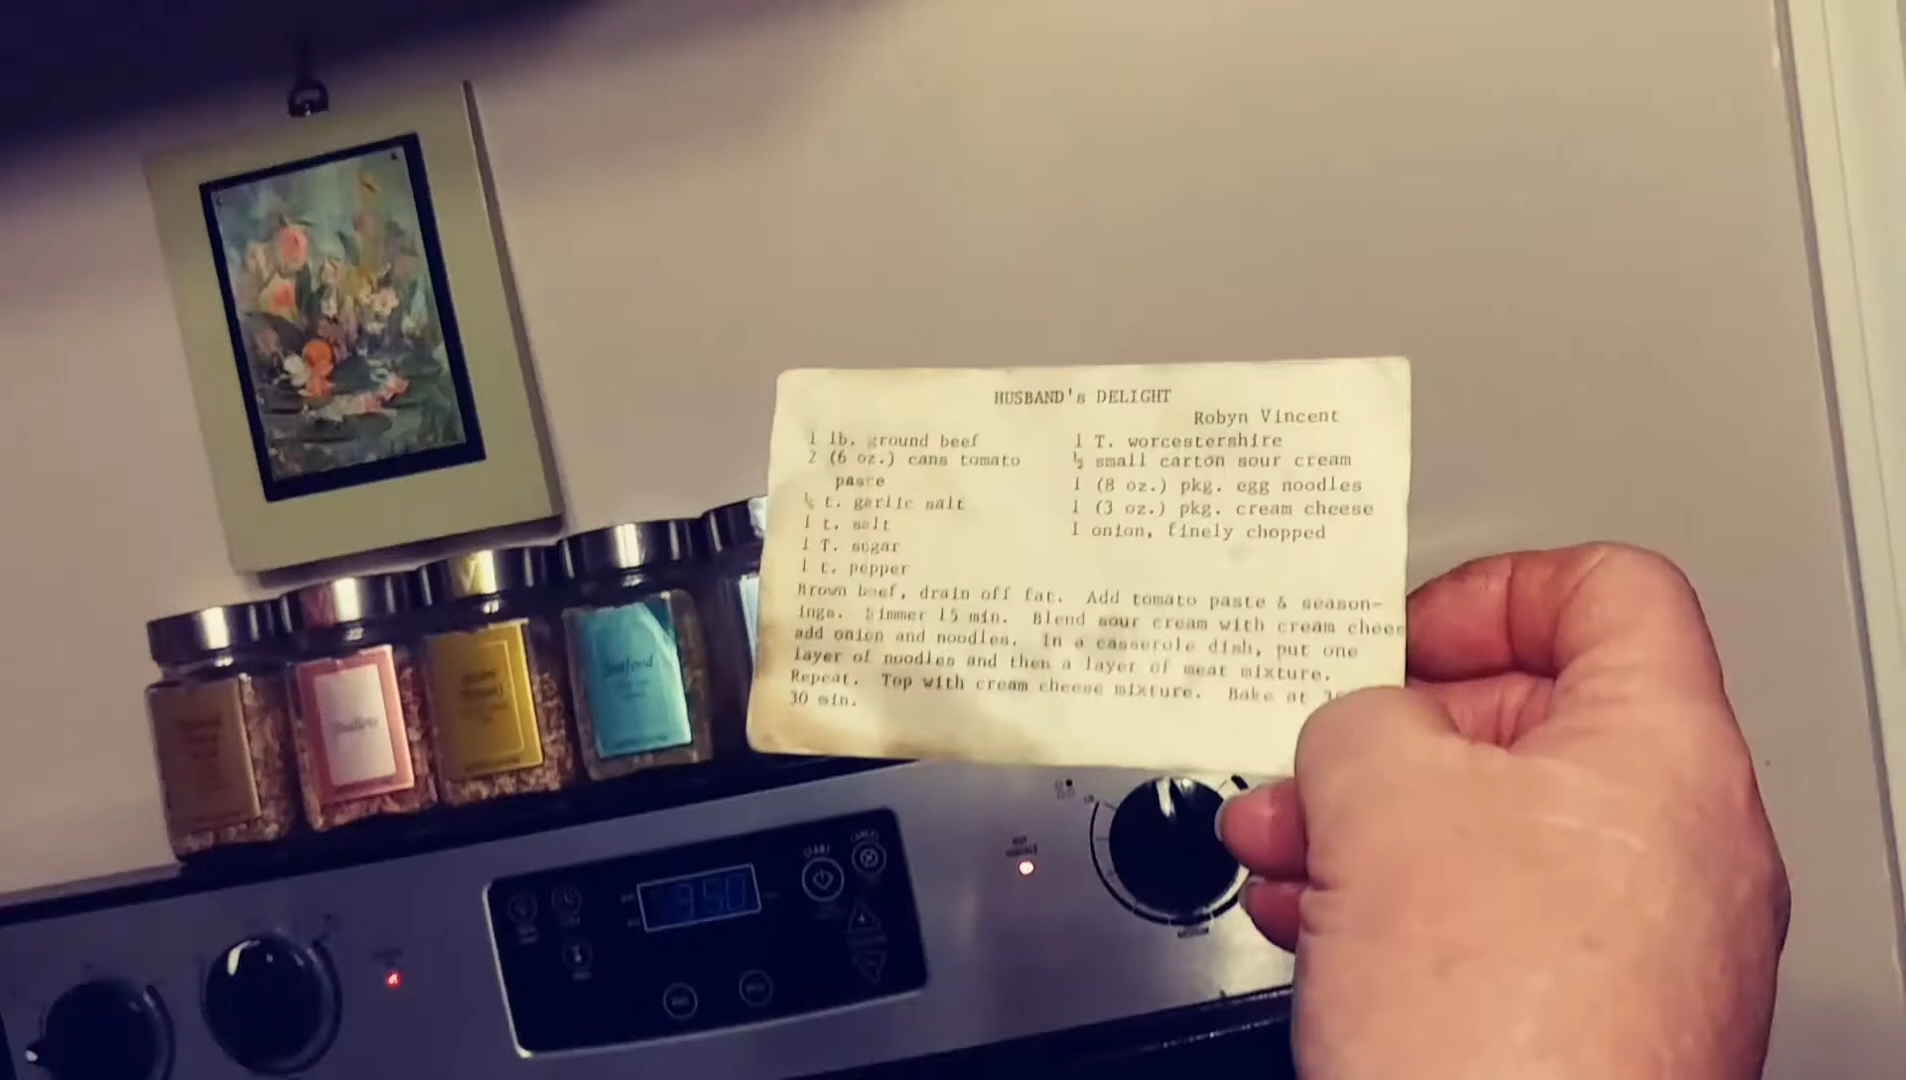 HUSBAND's DELIGHT
Robyn Vincent
1 lb. ground beef
2 (6 oz.) cans tomato
paste
t. garlic salt
1 t. salt
1 T. sugar
1 t. pepper
1 T. worcestershire
½ small carton sour cream
1 (8 oz.) pkg. egg noodles
1 (3 oz.) pkg. cream cheese
1 onion, finely chopped
Brown beef, drain off fat. Add tomato paste & season-
ings. Simmer 15 min. Blend sour cream with cream chees
add onion and noodles. In a casserole dish, put one
layer of noodles and then a layer of meat mixture.
Repeat. Top with cream cheese mixture. Bake at
30 min.
Seafood
START
CANCEL
350